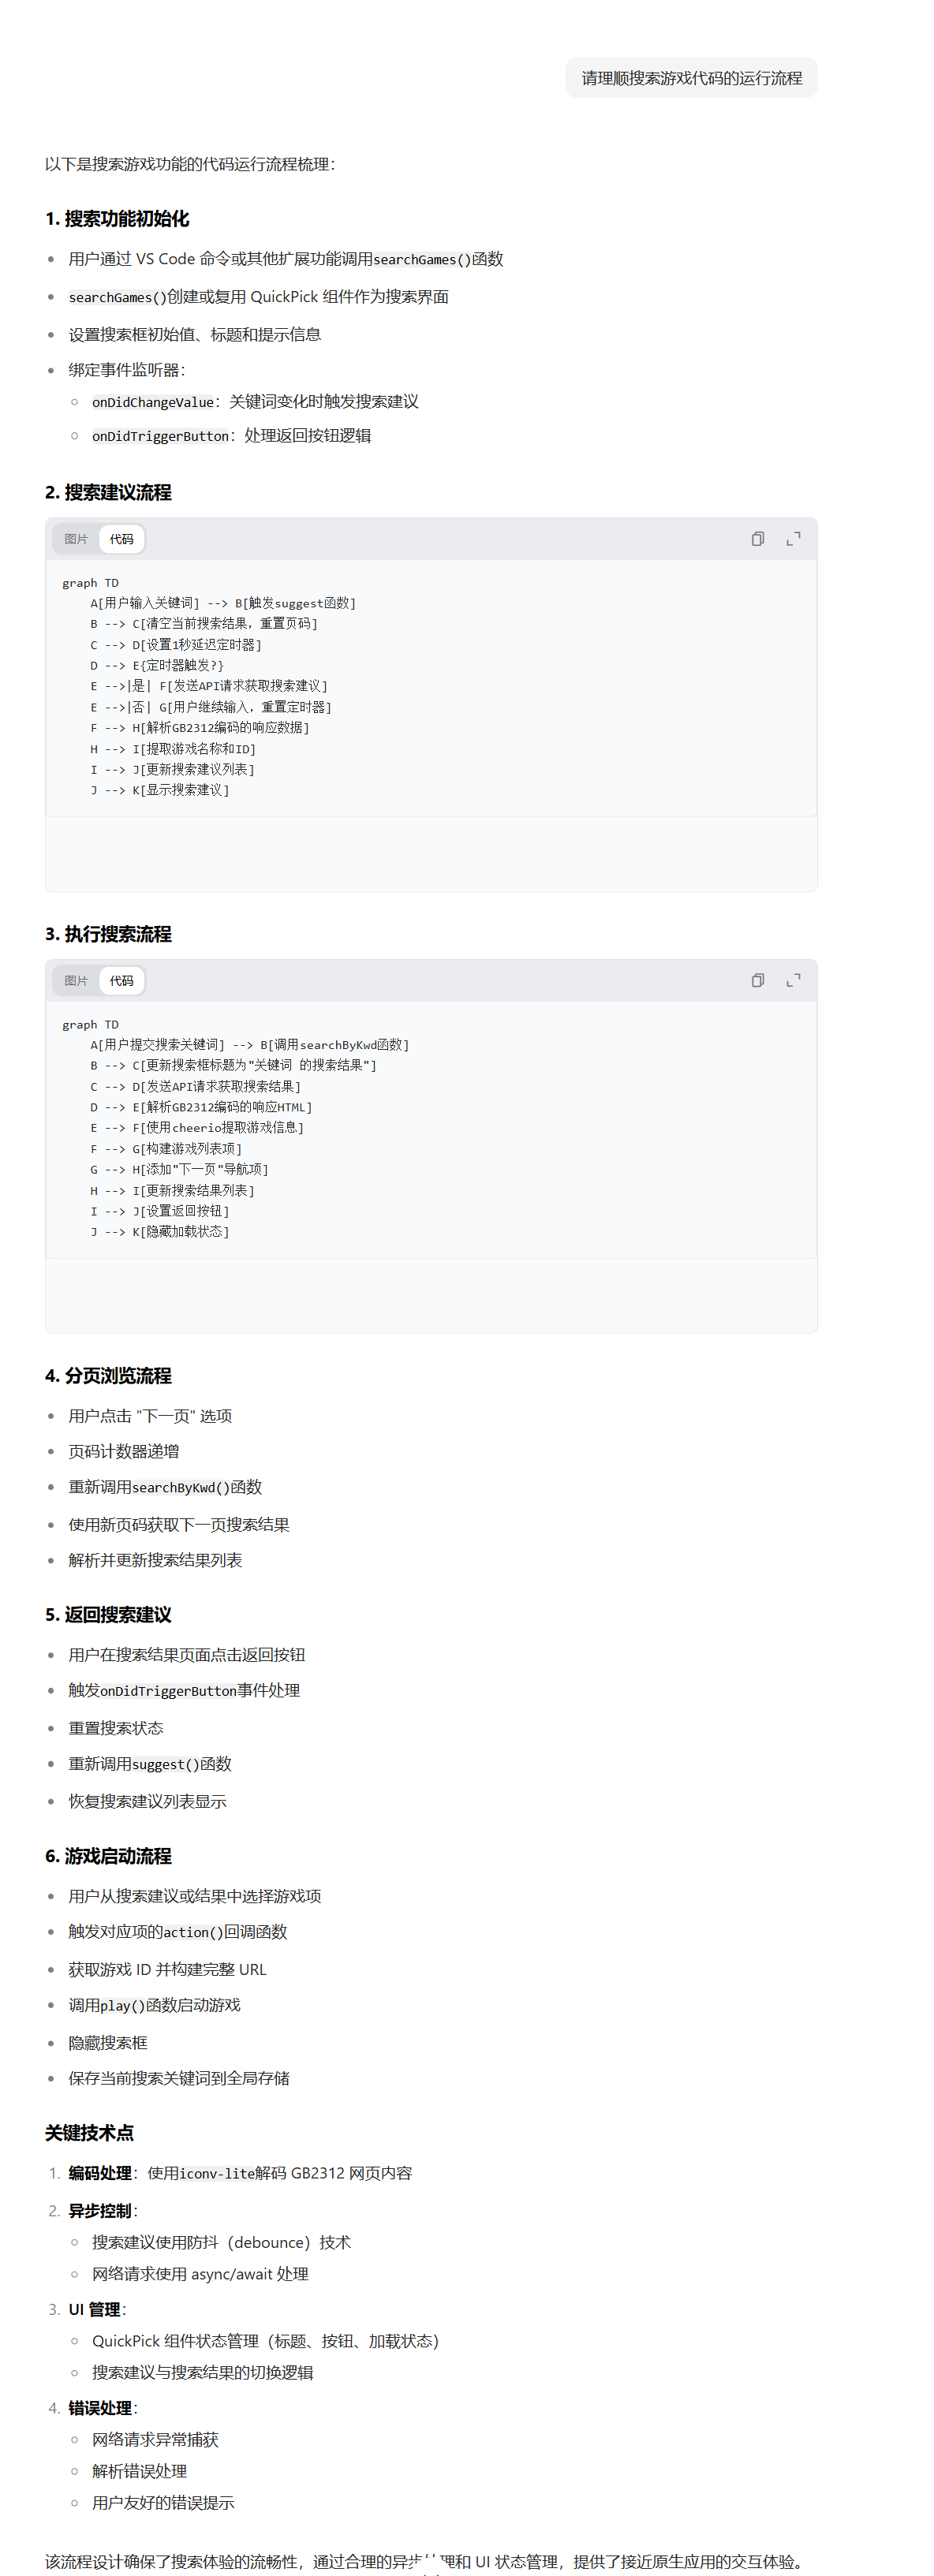 请理顺搜索游戏代码的运行流程
以下是搜索游戏功能的代码运行流程梳理：
1. 搜索功能初始化
用户通过 VS Code 命令或其他扩展功能调用searchGames()函数
searchGames()创建或复用 QuickPick 组件作为搜索界面
设置搜索框初始值、标题和提示信息
绑定事件监听器：
onDidChangeValue：关键词变化时触发搜索建议
onDidTriggerButton：处理返回按钮逻辑
2. 搜索建议流程
图片 代码
graph TD
A[用户输入关键词] --> B[触发suggest函数]
B --> C[清空当前搜索结果，重置页码]
C --> D[设置1秒延迟定时器]
D --> E{定时器触发?}
E -->|是| F[发送API请求获取搜索建议]
E -->|否| G[用户继续输入，重置定时器]
F --> H[解析GB2312编码的响应数据]
H --> I[提取游戏名称和ID]
I --> J[更新搜索建议列表]
J --> K[显示搜索建议]
3. 执行搜索流程
图片 代码
graph TD
A[用户提交搜索关键词] --> B[调用searchByKwd函数]
B --> C[更新搜索框标题为"关键词 的搜索结果"]
C --> D[发送API请求获取搜索结果]
D --> E[解析GB2312编码的响应HTML]
E --> F[使用cheerio提取游戏信息]
F --> G[构建游戏列表项]
G --> H[添加"下一页"导航项]
H --> I[更新搜索结果列表]
I --> J[设置返回按钮]
J --> K[隐藏加载状态]
4. 分页浏览流程
用户点击 "下一页" 选项
页码计数器递增
重新调用searchByKwd()函数
使用新页码获取下一页搜索结果
解析并更新搜索结果列表
5. 返回搜索建议
用户在搜索结果页面点击返回按钮
触发onDidTriggerButton事件处理
重置搜索状态
重新调用suggest()函数
恢复搜索建议列表显示
6. 游戏启动流程
用户从搜索建议或结果中选择游戏项
触发对应项的action()回调函数
获取游戏 ID 并构建完整 URL
调用play()函数启动游戏
隐藏搜索框
保存当前搜索关键词到全局存储
关键技术点
1. 编码处理：使用iconv-lite解码 GB2312 网页内容
2. 异步控制：
搜索建议使用防抖（debounce）技术
网络请求使用 async/await 处理
3. UI 管理：
QuickPick 组件状态管理（标题、按钮、加载状态）
搜索建议与搜索结果的切换逻辑
4. 错误处理：
网络请求异常捕获
解析错误处理
用户友好的错误提示
该流程设计确保了搜索体验的流畅性，通过合理的异步处理和 UI 状态管理，提供了接近原生应用的交互体验。